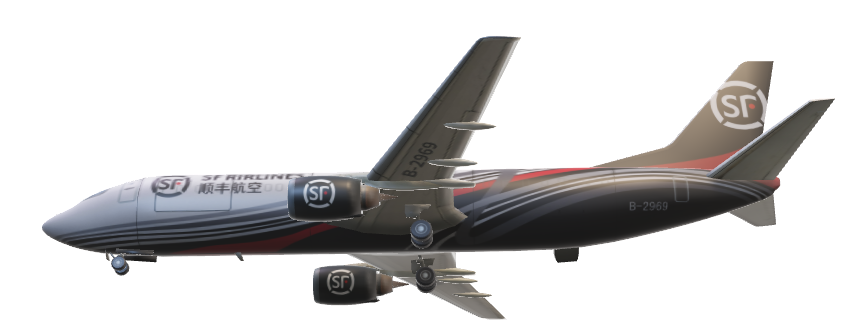 SF
SF AIRLINES
顺丰航空
SF
B-2969
SF
B-2969
SF